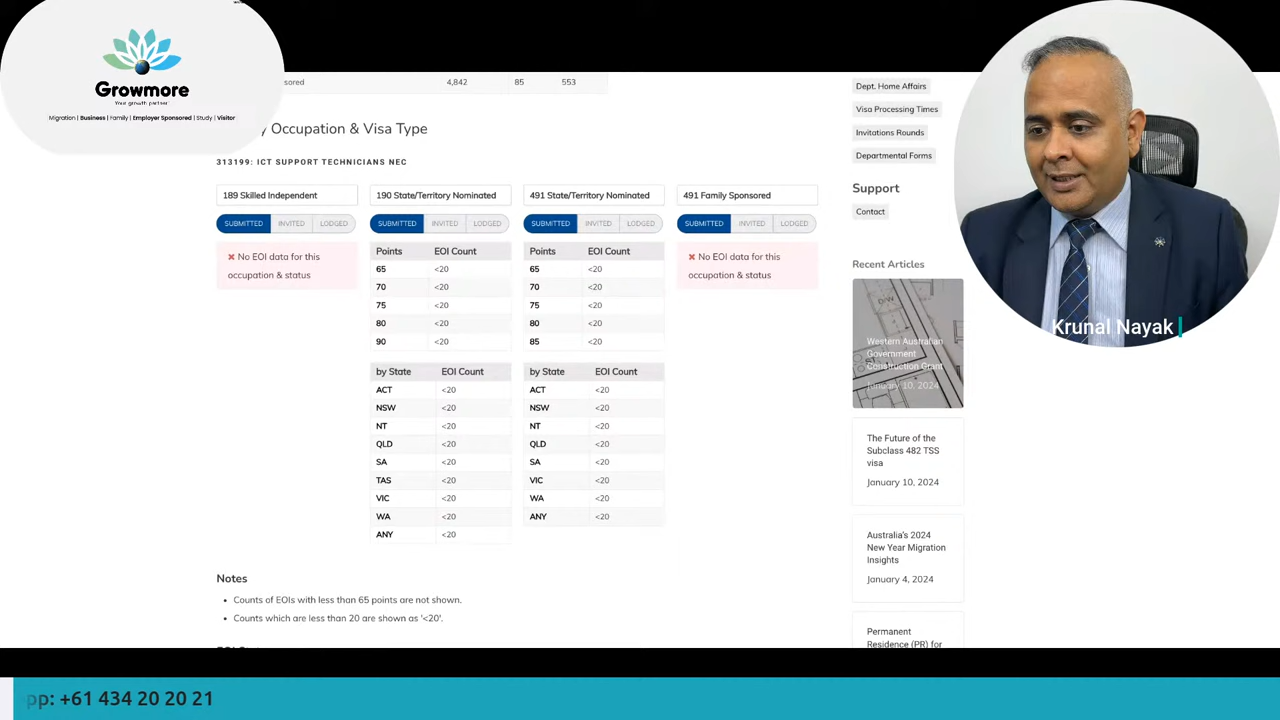 Growmore
Your growth partner
Migration | Business | Family | Employer Sponsored | Study | Visitor
sored 4,842 85 553
y Occupation & Visa Type
313199: ICT SUPPORT TECHNICIANS NEC
189 Skilled Independent
SUBMITTED INVITED LODGED
✖ No EOI data for this
occupation & status
190 State/Territory Nominated
SUBMITTED INVITED LODGED
Points EOI Count
65 <20
70 <20
75 <20
80 <20
90 <20
by State EOI Count
ACT <20
NSW <20
NT <20
QLD <20
SA <20
TAS <20
VIC <20
WA <20
ANY <20
491 State/Territory Nominated
SUBMITTED INVITED LODGED
Points EOI Count
65 <20
70 <20
75 <20
80 <20
85 <20
by State EOI Count
ACT <20
NSW <20
NT <20
QLD <20
SA <20
VIC <20
WA <20
ANY <20
491 Family Sponsored
SUBMITTED INVITED LODGED
✖ No EOI data for this
occupation & status
Notes
• Counts of EOIs with less than 65 points are not shown.
• Counts which are less than 20 are shown as '<20'.
Dept. Home Affairs
Visa Processing Times
Invitations Rounds
Departmental Forms
Support
Contact
Recent Articles
Western Australian
Government
Construction Grant
January 10, 2024
The Future of the
Subclass 482 TSS
visa
January 10, 2024
Australia's 2024
New Year Migration
Insights
January 4, 2024
Permanent
Residence (PR) for
Krunal Nayak
pp: +61 434 20 20 21